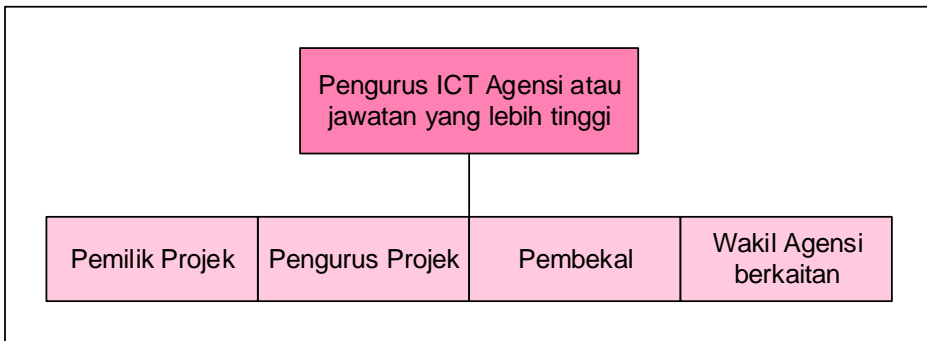 Pengurus ICT Agensi atau
jawatan yang lebih tinggi
Pemilik Projek
Pengurus Projek
Pembekal
Wakil Agensi
berkaitan